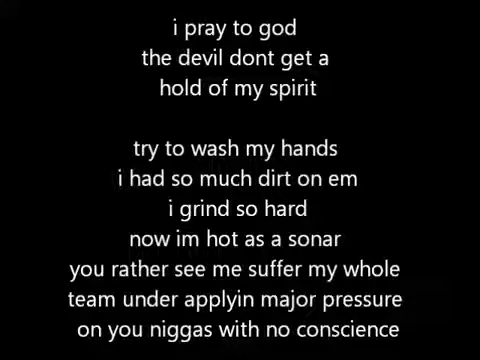 i pray to god
the devil dont get a
hold of my spirit
try to wash my hands
i had so much dirt on em
i grind so hard
now im hot as a sonar
you rather see me suffer my whole
team under applyin major pressure
on you niggas with no conscience